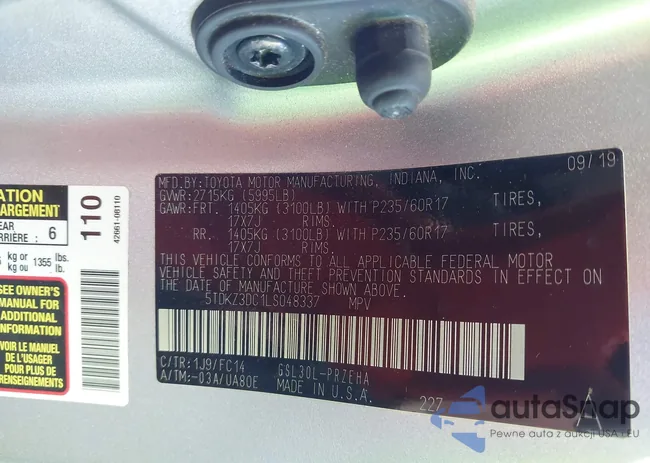 MFD.BY:TOYOTA MOTOR MANUFACTURING, INDIANA, INC. 09/19
GVWR:2715KG (5995LB)
GAWR:FRT. 1405KG (3100LB) WITH P235/60R17 TIRES,
17X7J RIMS.
RR. 1405KG (3100LB) WITH P235/60R17 TIRES,
17X7J RIMS.
THIS VEHICLE CONFORMS TO ALL APPLICABLE FEDERAL MOTOR
VEHICLE SAFETY AND THEFT PREVENTION STANDARDS IN EFFECT ON
THE DATE OF MANUFACTURE SHOWN ABOVE.
5TDKZ3DC1LS048337 MPV
C/TR:1J9/FC14 GSL30L-PRZEHA
A/TM:-03A/UA80E MADE IN U.S.A. 227
ATION
ARGEMENT
EAR
ARRIÈRE: 6
kg or 1355 lbs.
kg ou lb.
SEE OWNER'S
MANUAL FOR
ADDITIONAL
INFORMATION
VOIR LE MANUEL
DE L'USAGER
POUR PLUS DE
RENSEIGNEMENTS
110
42661-08110
autoSnap
Pewne auta z aukcji USA i EU